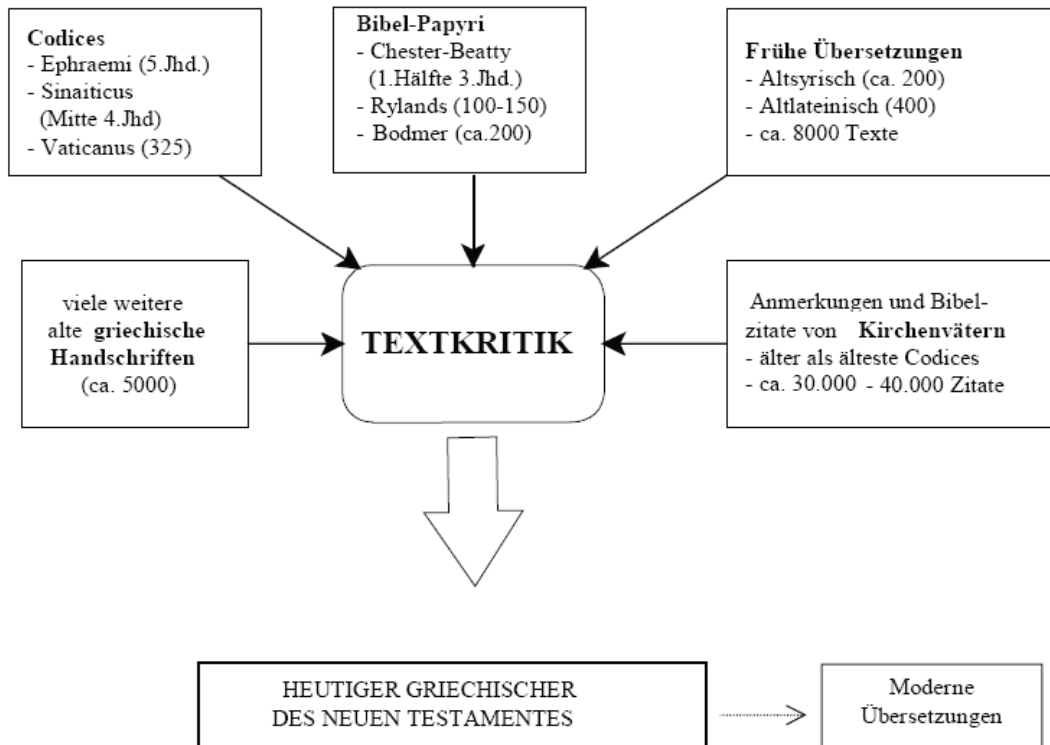 Codices
- Ephraemi (5.Jhd.)
- Sinaiticus
(Mitte 4.Jhd)
- Vaticanus (325)
Bibel-Papyri
- Chester-Beatty
(1.Hälfte 3.Jhd.)
- Rylands (100-150)
- Bodmer (ca.200)
Frühe Übersetzungen
- Altsyrisch (ca. 200)
- Altlateinisch (400)
- ca. 8000 Texte
viele weitere
alte griechische
Handschriften
(ca. 5000)
TEXTKRITIK
Anmerkungen und Bibel-
zitate von Kirchenvätern
- älter als älteste Codices
- ca. 30.000 - 40.000 Zitate
HEUTIGER GRIECHISCHER
DES NEUEN TESTAMENTES
Moderne
Übersetzungen